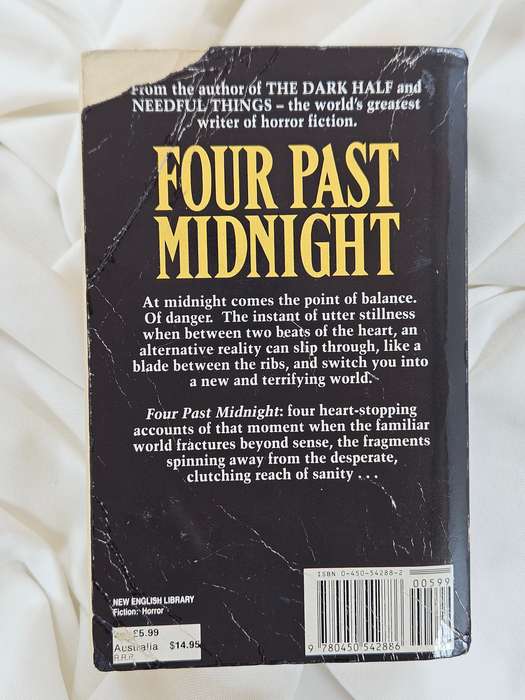 From the author of THE DARK HALF and
NEEDFUL THINGS – the world's greatest
writer of horror fiction.
FOUR PAST
MIDNIGHT
At midnight comes the point of balance.
Of danger. The instant of utter stillness
when between two beats of the heart, an
alternative reality can slip through, like a
blade between the ribs, and switch you into
a new and terrifying world.
Four Past Midnight: four heart-stopping
accounts of that moment when the familiar
world fractures beyond sense, the fragments
spinning away from the desperate,
clutching reach of sanity . . .
ISBN 0-450-54288-2
00599
9 780450 542886
NEW ENGLISH LIBRARY
Fiction: Horror
£5.99
Australia $14.95
R.R.P.